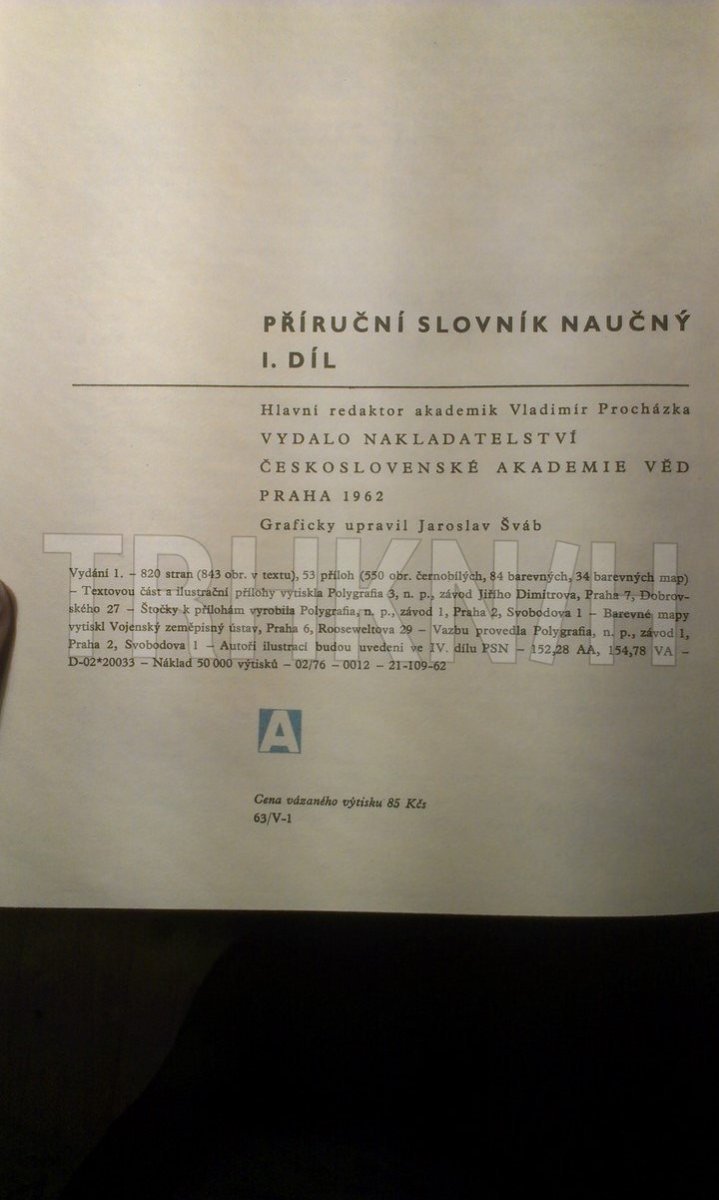 PŘÍRUČNÍ SLOVNÍK NAUČNÝ
I. DÍL
Hlavní redaktor akademik Vladimír Procházka
VYDALO NAKLADATELSTVÍ
ČESKOSLOVENSKÉ AKADEMIE VĚD
PRAHA 1962
Graficky upravil Jaroslav Šváb
Vydání 1. – 820 stran (843 obr. v textu), 53 příloh (550 obr. černobílých, 84 barevných, 34 barevných map)
– Textovou část a ilustrační přílohy vytiskla Polygrafia 3, n. p., závod Jiřího Dimitrova, Praha 7, Dobrov-
ského 27 – Štočky k přílohám vyrobila Polygrafia, n. p., závod 1, Praha 2, Svobodova 1 – Barevné mapy
vytiskl Vojenský zeměpisný ústav, Praha 6, Rooseweltova 29 – Vazbu provedla Polygrafia, n. p., závod 1,
Praha 2, Svobodova 1 – Autoři ilustrací budou uvedeni ve IV. dílu PSN – 152,28 AA, 154,78 VA –
D-02*20033 – Náklad 50 000 výtisků – 02/76 – 0012 – 21-109-62
A
Cena vázaného výtisku 85 Kčs
63/V-1